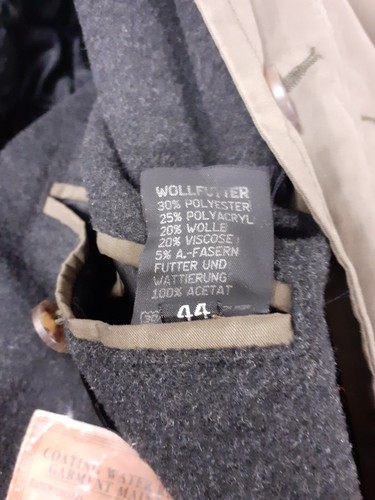 WOLLFUTTER
30% POLYESTER
25% POLYACRYL
20% WOLLE
20% VISCOSE
5% A.-FASERN
FUTTER UND
WATTIERUNG
100% ACETAT
44
COATING WATER
GARMENT